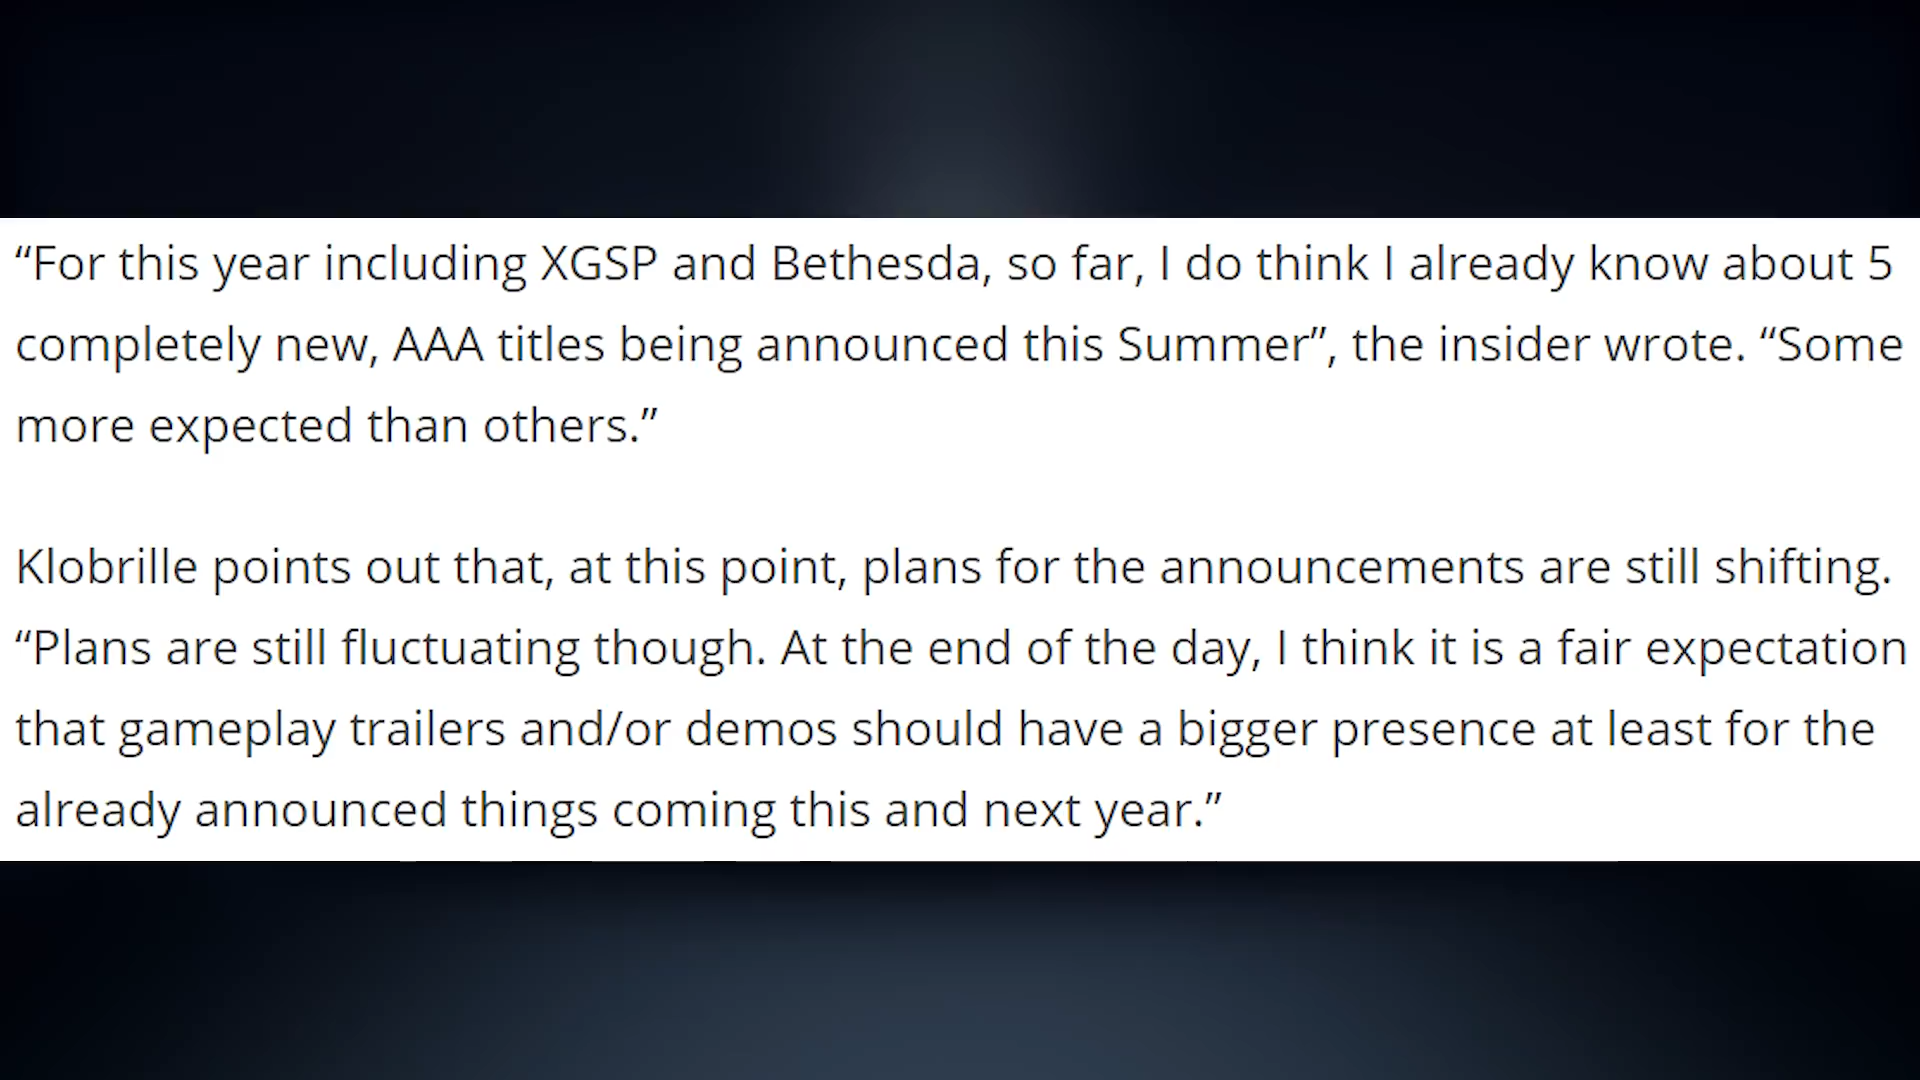 “For this year including XGSP and Bethesda, so far, I do think I already know about 5
completely new, AAA titles being announced this Summer”, the insider wrote. “Some
more expected than others.”
Klobrille points out that, at this point, plans for the announcements are still shifting.
“Plans are still fluctuating though. At the end of the day, I think it is a fair expectation
that gameplay trailers and/or demos should have a bigger presence at least for the
already announced things coming this and next year.”